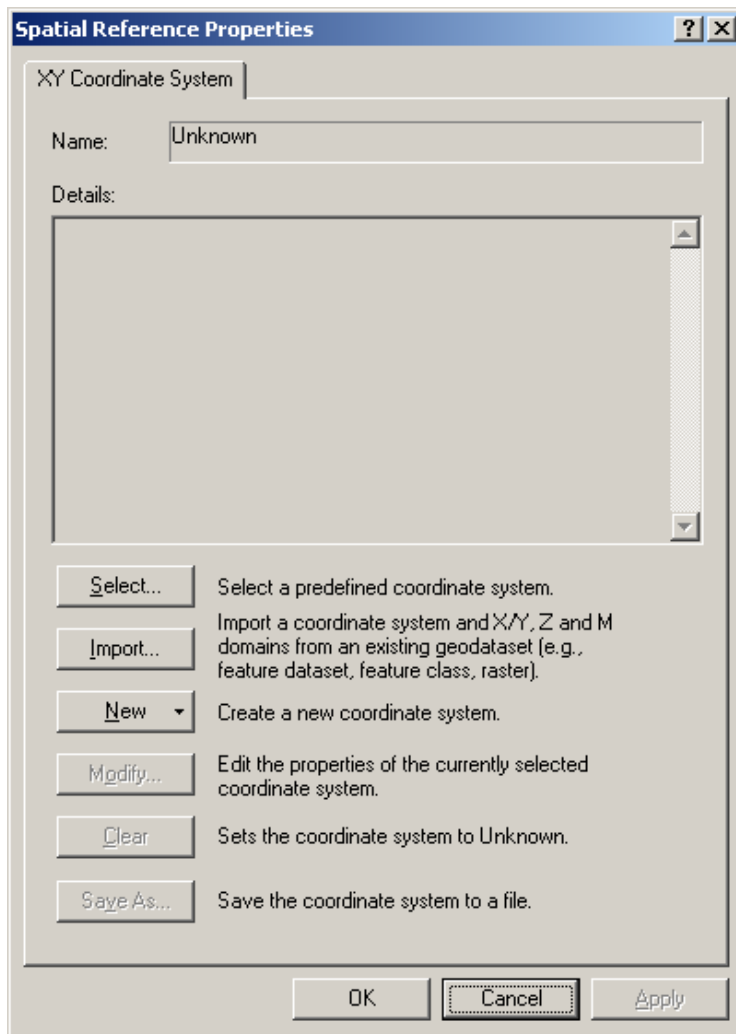 Spatial Reference Properties
XY Coordinate System
Name: Unknown
Details:
Select... Select a predefined coordinate system.
Import... Import a coordinate system and X/Y, Z and M
domains from an existing geodataset (e.g.,
feature dataset, feature class, raster).
New Create a new coordinate system.
Modify... Edit the properties of the currently selected
coordinate system.
Clear Sets the coordinate system to Unknown.
Save As... Save the coordinate system to a file.
OK Cancel Apply